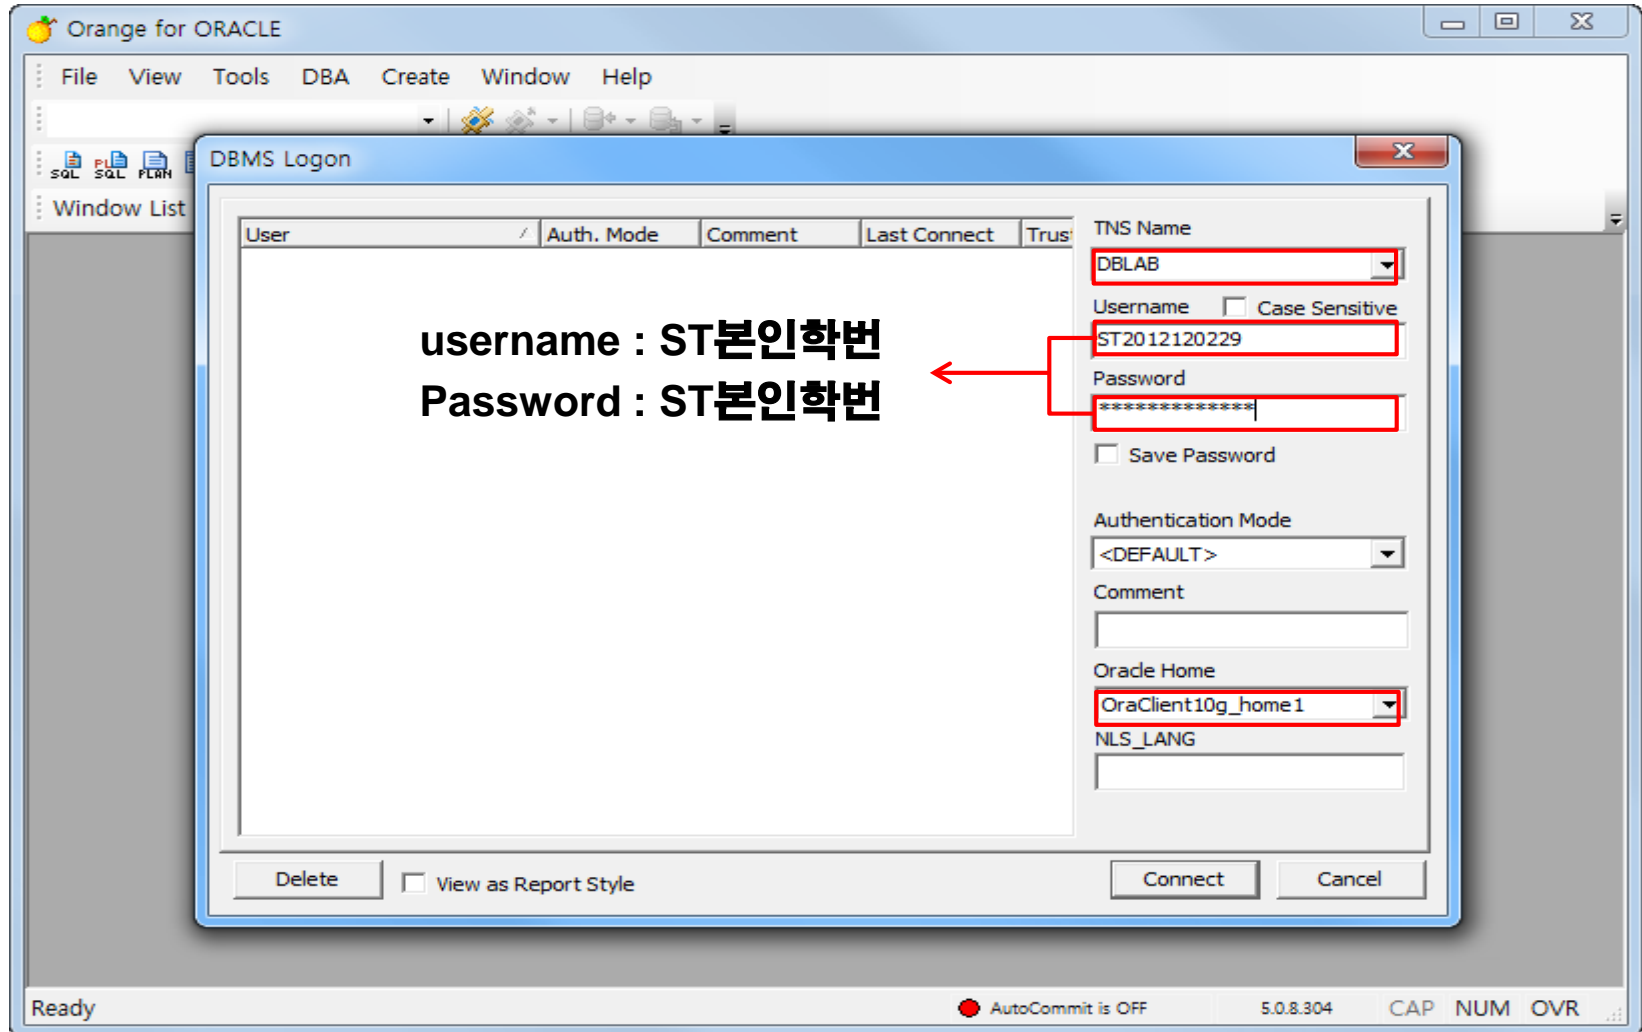 Orange for ORACLE
File View Tools DBA Create Window Help
SQL PL SQL PLAN
Window List
DBMS Logon
User Auth. Mode Comment Last Connect Trus
TNS Name
DBLAB
Username Case Sensitive
ST2012120229
Password
*************
Save Password
username : ST본인학번
Password : ST본인학번
Authentication Mode
<DEFAULT>
Comment
Oracle Home
OraClient10g_home1
NLS_LANG
Delete View as Report Style Connect Cancel
Ready AutoCommit is OFF 5.0.8.304 CAP NUM OVR